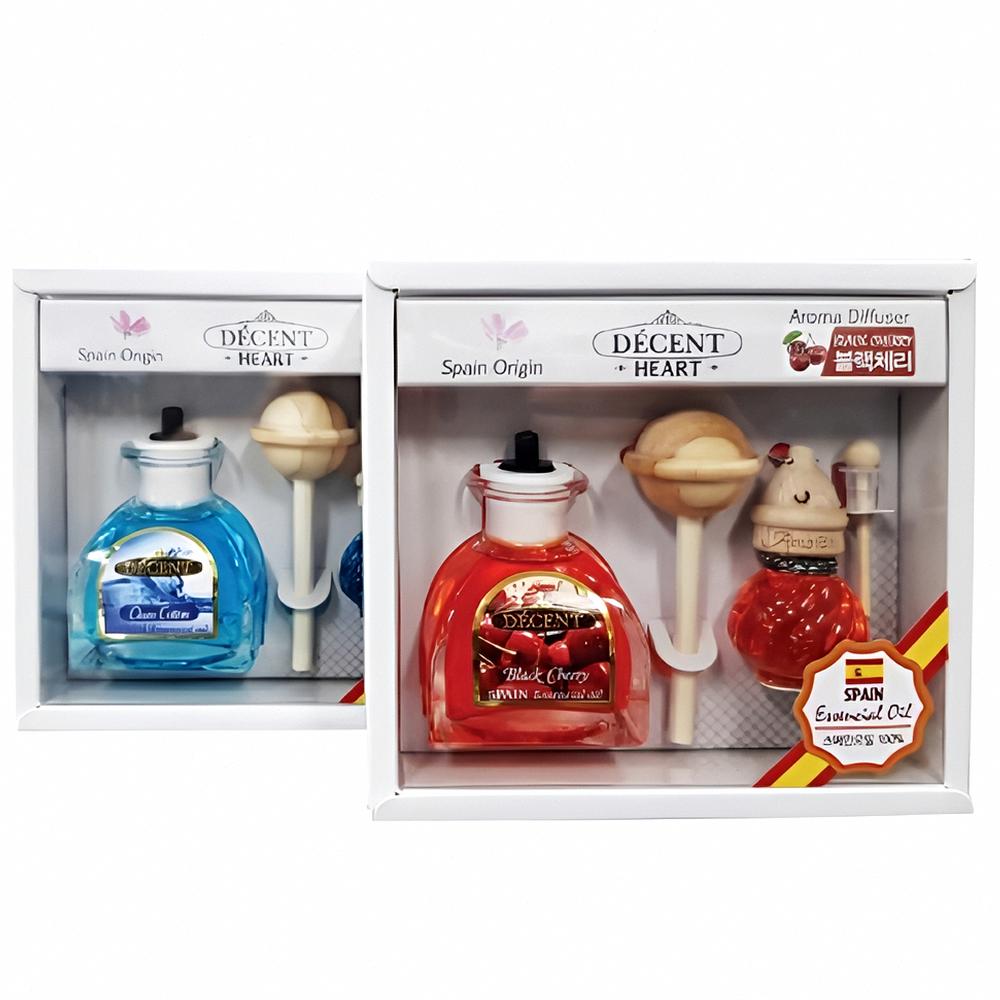 Spain Origin
DÉCENT
HEART
DÉCENT
Spain Origin
DÉCENT
HEART
Aroma Diffuser
블랙체리
DÉCENT
Black Cherry
SPAIN
SPAIN
Essencial Oil